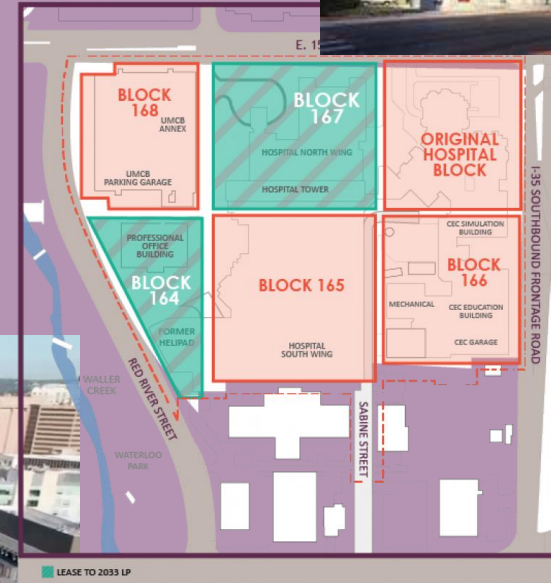 E. 15
BLOCK
168
UMCB
ANNEX
UMCB
PARKING GARAGE
BLOCK
167
HOSPITAL NORTH WING
HOSPITAL TOWER
ORIGINAL
HOSPITAL
BLOCK
PROFESSIONAL
OFFICE
BUILDING
BLOCK
164
FORMER
HELIPAD
BLOCK 165
HOSPITAL
SOUTH WING
CEC SIMULATION
BUILDING
BLOCK
166
MECHANICAL
CEC EDUCATION
BUILDING
CEC GARAGE
I-35 SOUTHBOUND FRONTAGE ROAD
WALLER
CREEK
RED RIVER STREET
WATERLOO
PARK
SABINE STREET
LEASE TO 2033 LP